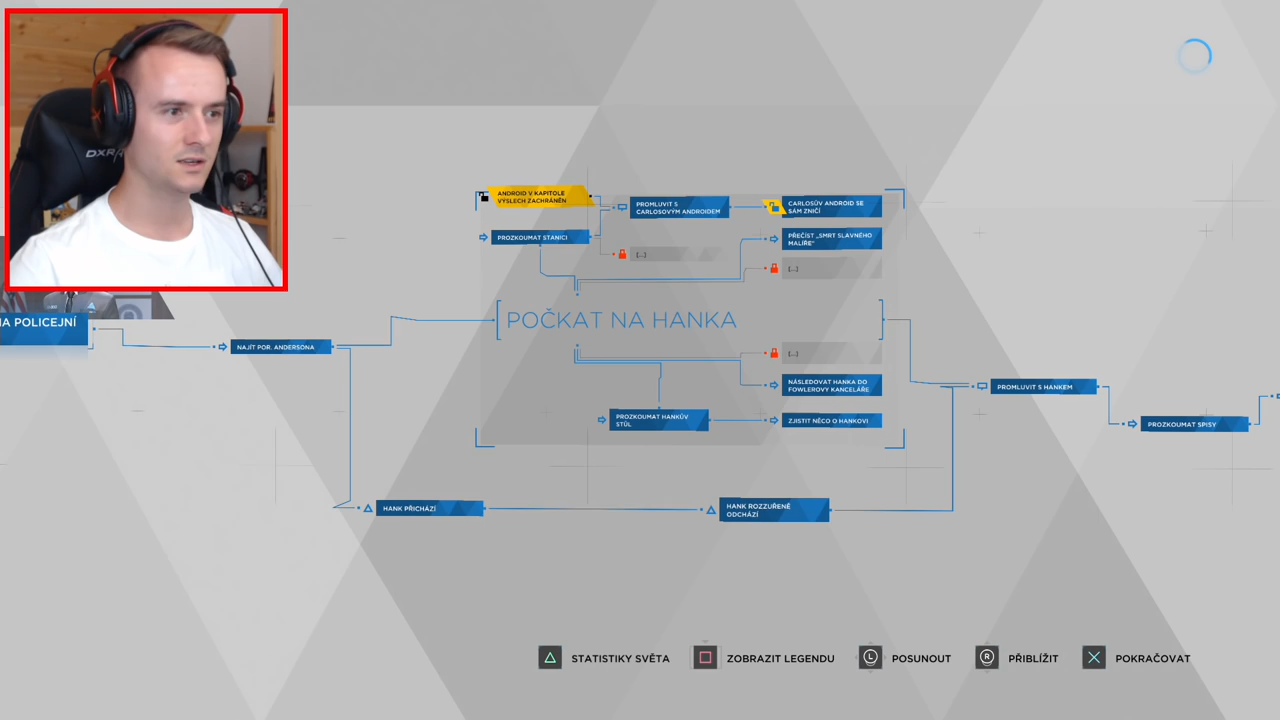 DXRA
ANDROID V KAPITOLE
VÝSLECH ZACHRÁNĚN
PROMLUVIT S
CARLOSOVÝM ANDROIDEM
CARLOSŮV ANDROID SE
SÁM ZNIČÍ
PROZKOUMAT STANICI
PŘEČÍST „SMRT SLAVNÉHO
MALÍŘE“
[...]
[...]
NA POLICEJNÍ
NAJÍT POR. ANDERSONA
POČKAT NA HANKA
[...]
NÁSLEDOVAT HANKA DO
FOWLEROVY KANCELÁŘE
PROMLUVIT S HANKEM
PROZKOUMAT HANKŮV
STŮL
ZJISTIT NĚCO O HANKOVI
PROZKOUMAT SPISY
HANK PŘICHÁZÍ
HANK ROZZUŘENĚ
ODCHÁZÍ
STATISTIKY SVĚTA
ZOBRAZIT LEGENDU
L
POSUNOUT
R
PŘIBLÍŽIT
POKRAČOVAT